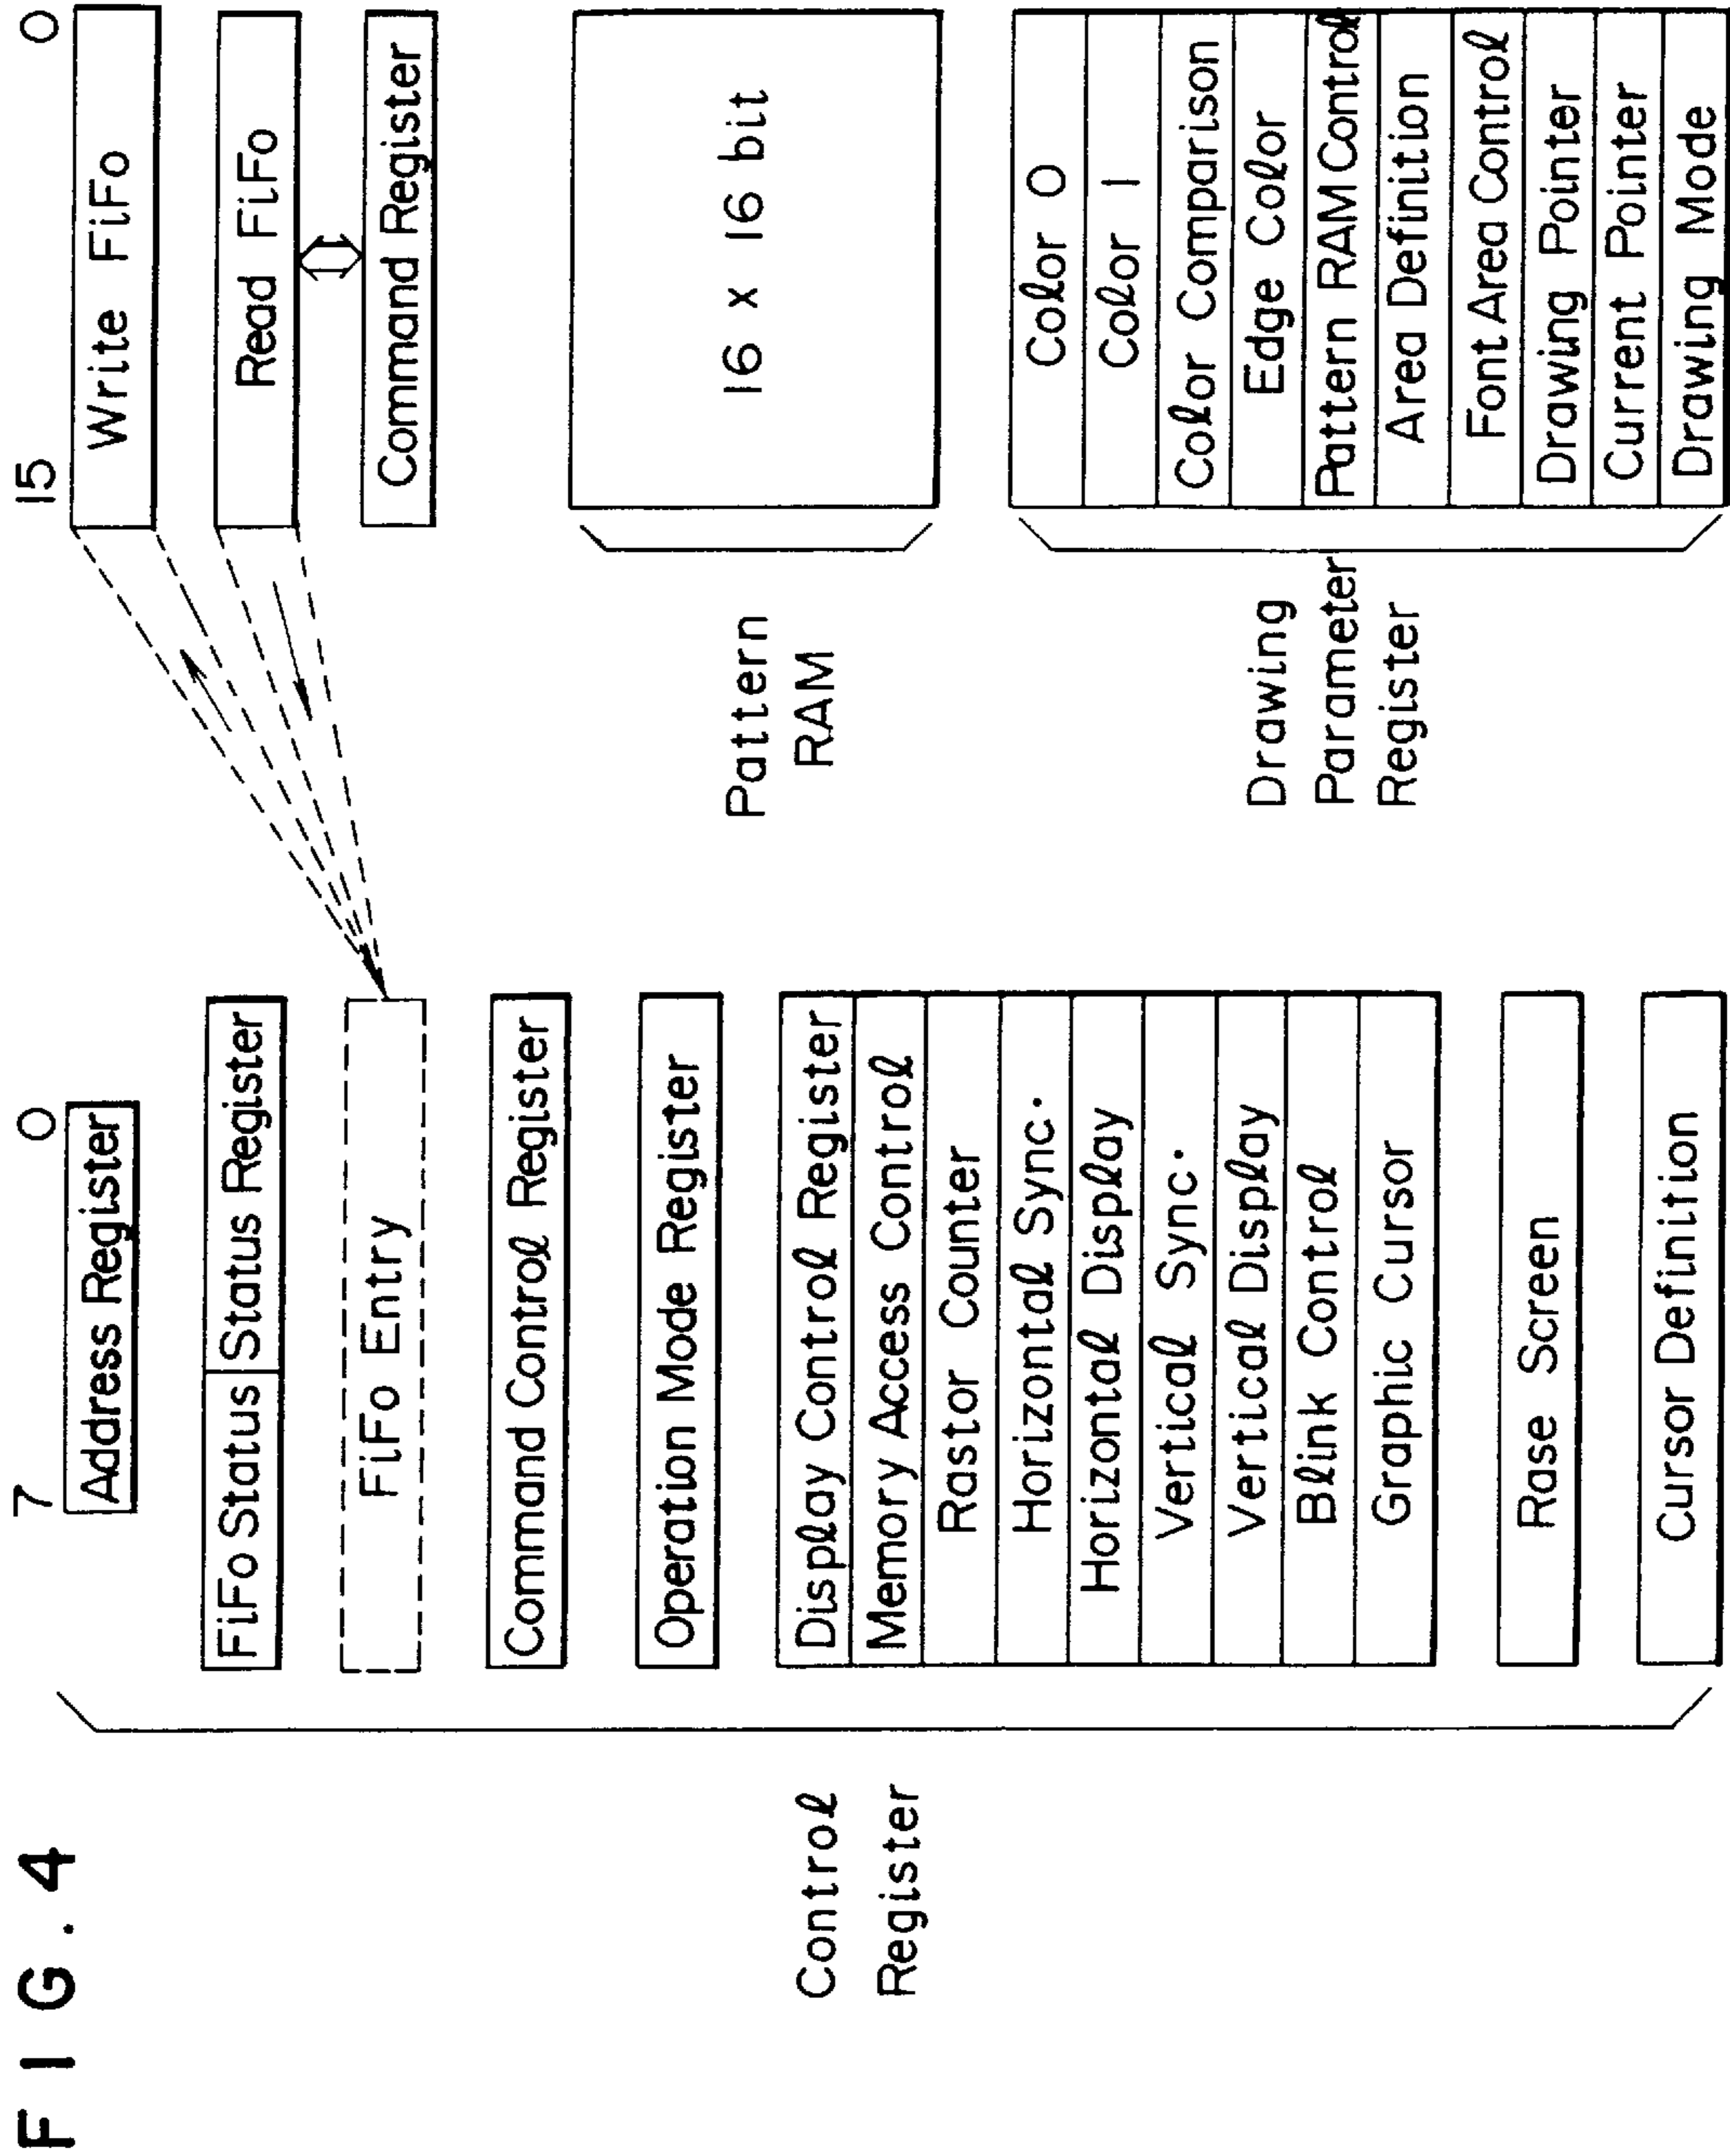 FIG. 4
7 0
Address Register
FiFo Status Status Register
FiFo Entry
Command Control Register
Operation Mode Register
Display Control Register
Memory Access Control
Rastor Counter
Horizontal Sync.
Horizontal Display
Vertical Sync.
Vertical Display
Blink Control
Graphic Cursor
Rase Screen
Cursor Definition
Control
Register
15 0
Write FiFo
Read FiFo
Command Register
Pattern
RAM
16 x 16 bit
Drawing
Parameter
Register
Color 0
Color 1
Color Comparison
Edge Color
Pattern RAM Control
Area Definition
Font Area Control
Drawing Pointer
Current Pointer
Drawing Mode